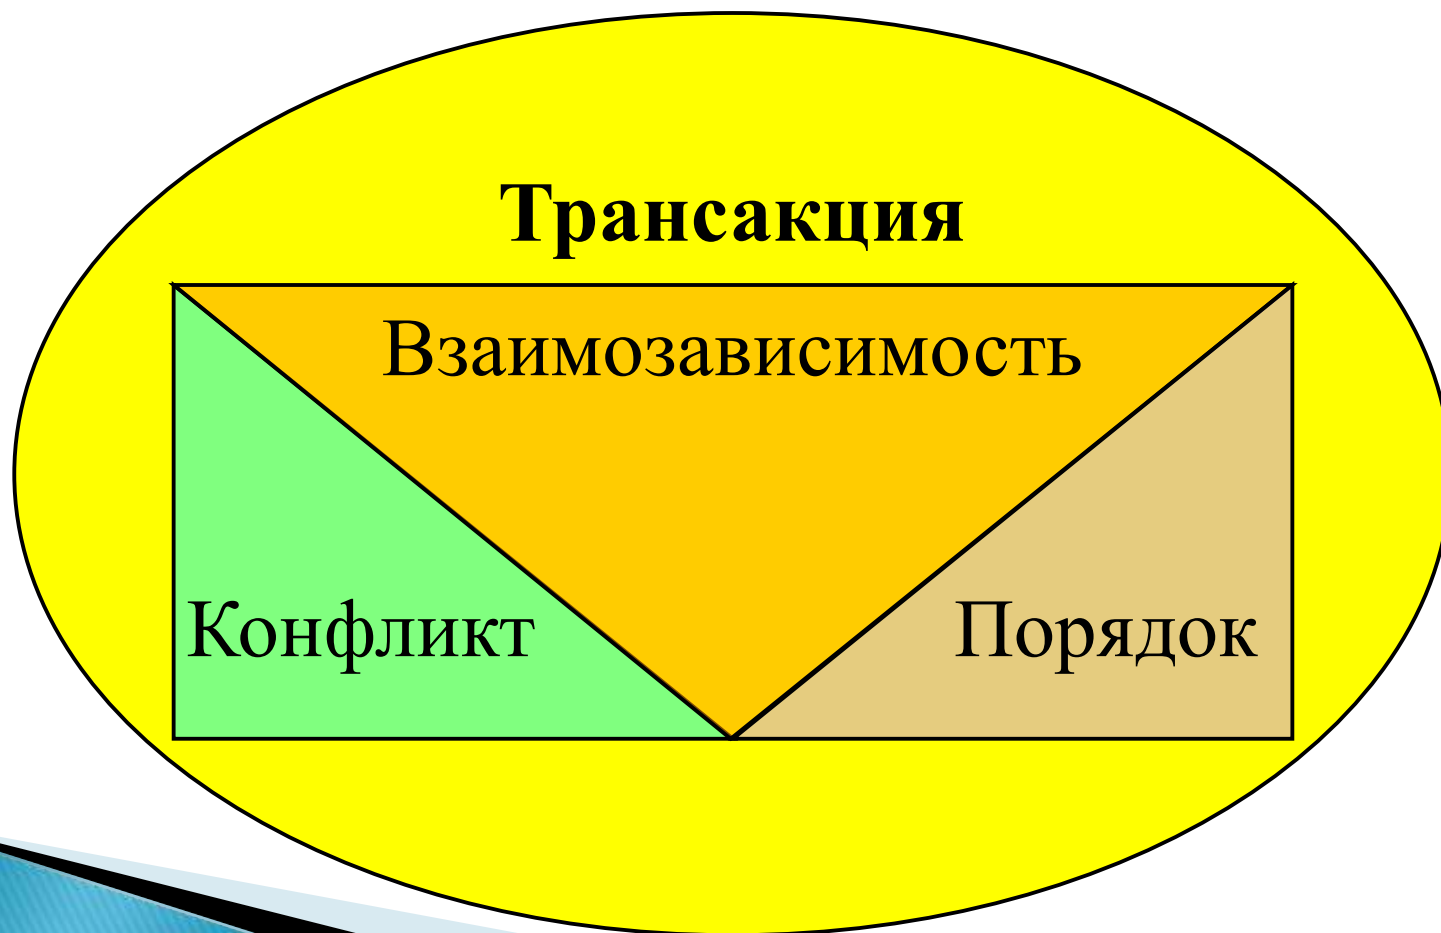 Трансакция
Взаимозависимость
Конфликт
Порядок